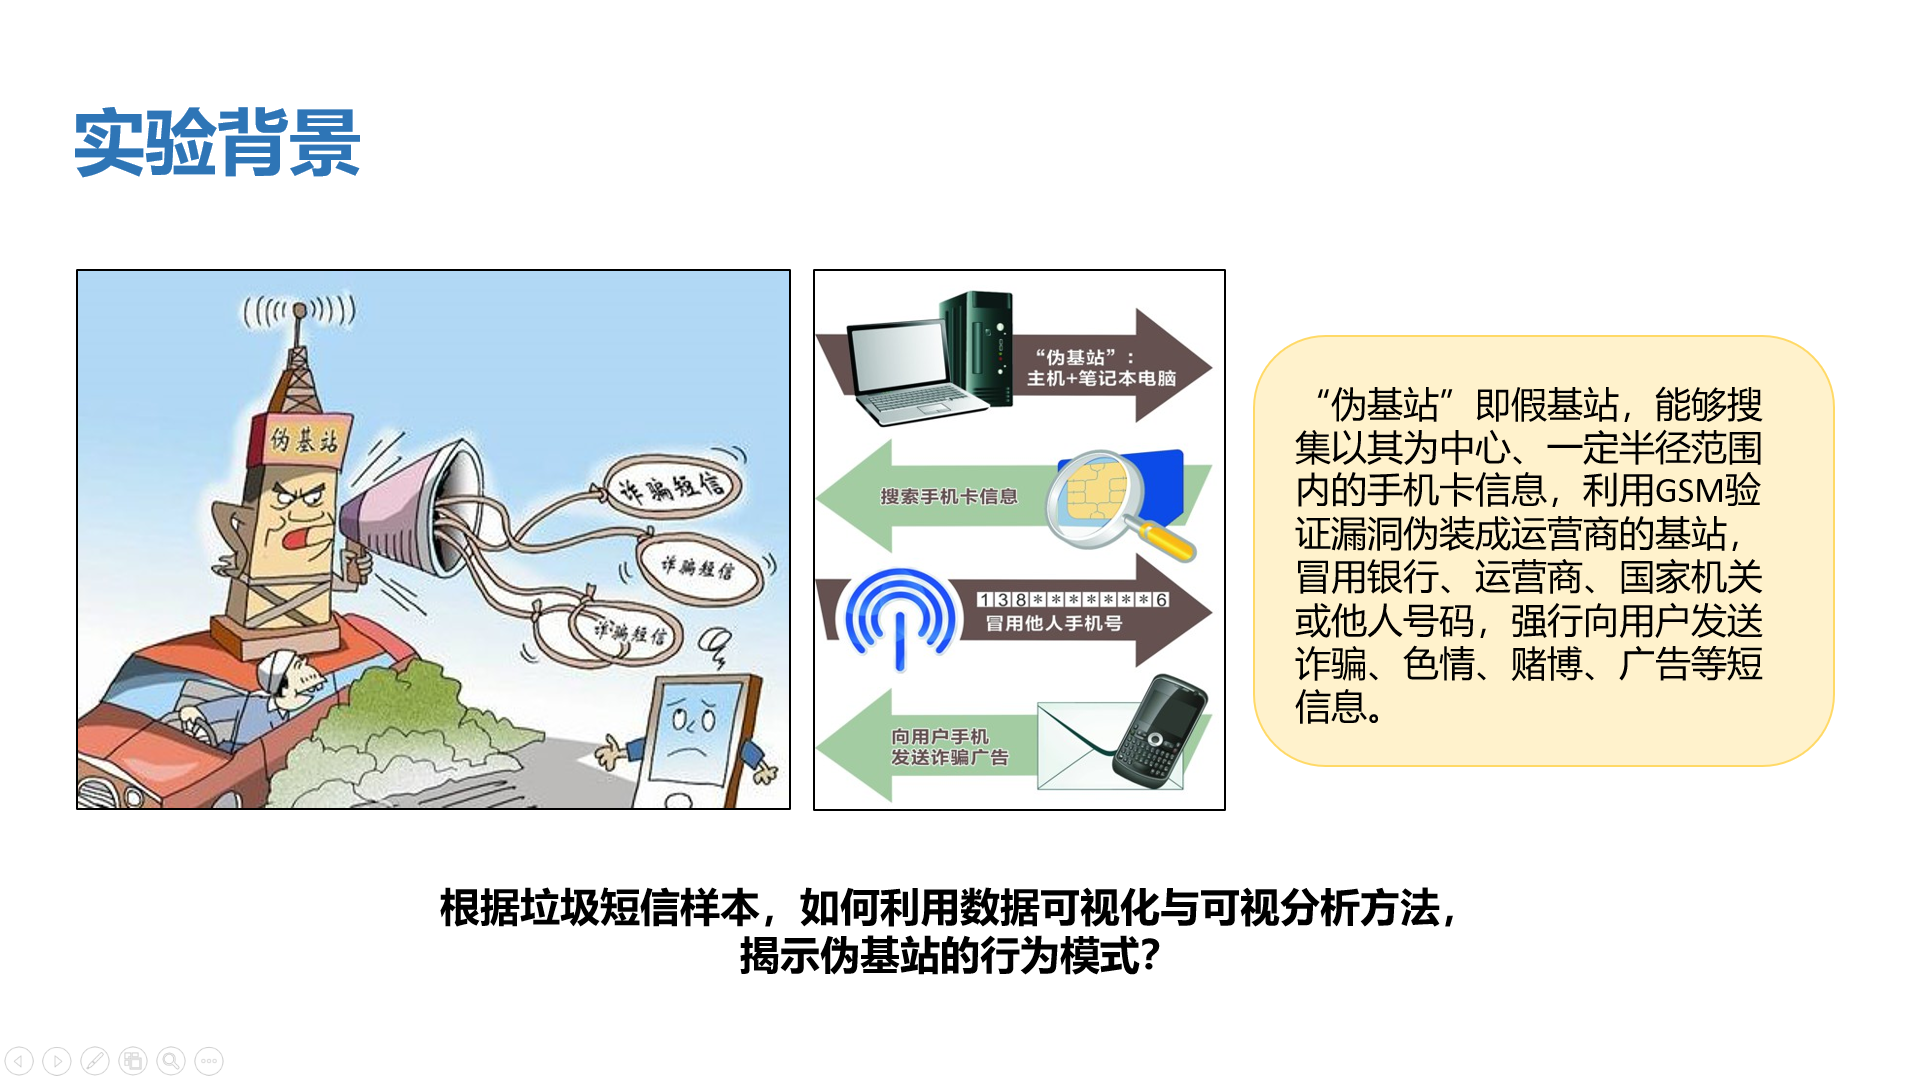 实验背景
伪基站
诈骗短信
诈骗短信
诈骗短信
“伪基站”：
主机+笔记本电脑
搜索手机卡信息
138*******6
冒用他人手机号
向用户手机
发送诈骗广告
“伪基站”即假基站，能够搜
集以其为中心、一定半径范围
内的手机卡信息，利用GSM验
证漏洞伪装成运营商的基站，
冒用银行、运营商、国家机关
或他人号码，强行向用户发送
诈骗、色情、赌博、广告等短
信息。
根据垃圾短信样本，如何利用数据可视化与可视分析方法，
揭示伪基站的行为模式？